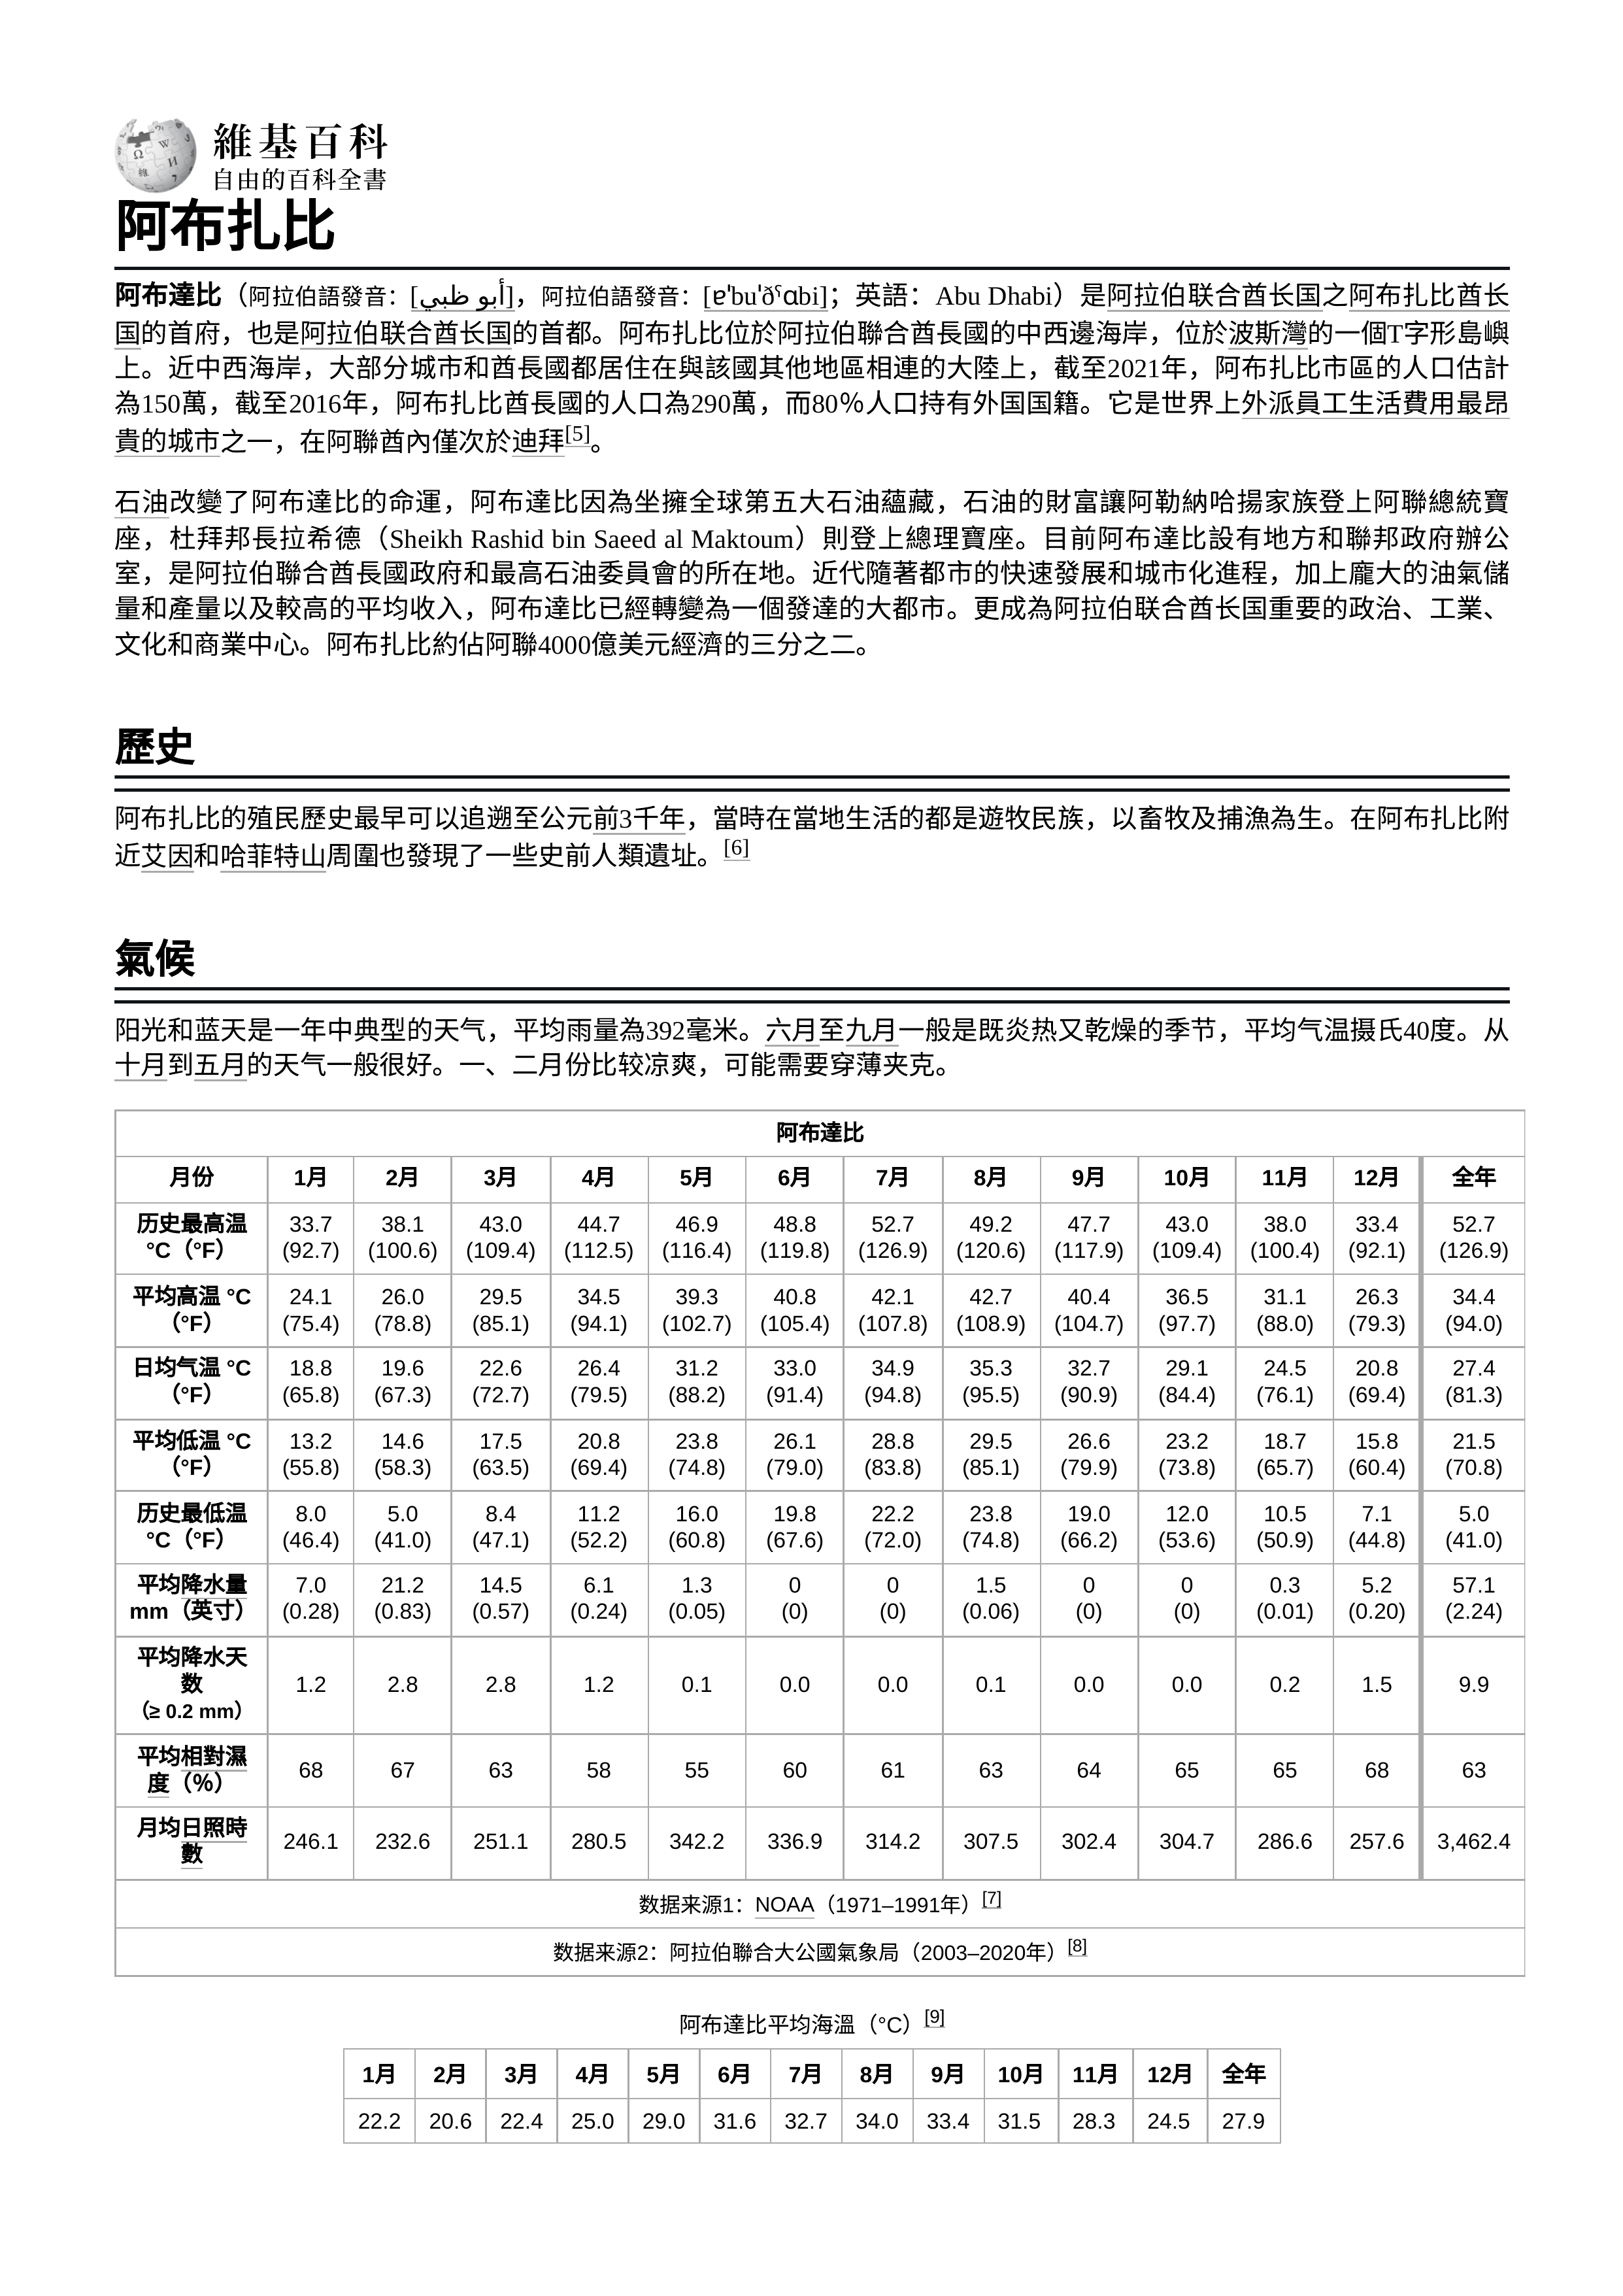 維基百科
自由的百科全書
阿布扎比
阿布達比（阿拉伯語發音：[أبو ظبي]，阿拉伯語發音：[ɐˈbuˈðˤɑbi]；英語：Abu Dhabi）是阿拉伯联合酋长国之阿布扎比酋长
国的首府，也是阿拉伯联合酋长国的首都。阿布扎比位於阿拉伯聯合酋長國的中西邊海岸，位於波斯灣的一個T字形島嶼
上。近中西海岸，大部分城市和酋長國都居住在與該國其他地區相連的大陸上，截至2021年，阿布扎比市區的人口估計
為150萬，截至2016年，阿布扎比酋長國的人口為290萬，而80％人口持有外国国籍。它是世界上外派員工生活費用最昂
貴的城市之一，在阿聯酋內僅次於迪拜[5]。
石油改變了阿布達比的命運，阿布達比因為坐擁全球第五大石油蘊藏，石油的財富讓阿勒納哈揚家族登上阿聯總統寶
座，杜拜邦長拉希德（Sheikh Rashid bin Saeed al Maktoum）則登上總理寶座。目前阿布達比設有地方和聯邦政府辦公
室，是阿拉伯聯合酋長國政府和最高石油委員會的所在地。近代隨著都市的快速發展和城市化進程，加上龐大的油氣儲
量和產量以及較高的平均收入，阿布達比已經轉變為一個發達的大都市。更成為阿拉伯联合酋长国重要的政治、工業、
文化和商業中心。阿布扎比約佔阿聯4000億美元經濟的三分之二。
歷史
阿布扎比的殖民歷史最早可以追遡至公元前3千年，當時在當地生活的都是遊牧民族，以畜牧及捕漁為生。在阿布扎比附
近艾因和哈菲特山周圍也發現了一些史前人類遺址。[6]
氣候
阳光和蓝天是一年中典型的天气，平均雨量為392毫米。六月至九月一般是既炎热又乾燥的季节，平均气温摄氏40度。从
十月到五月的天气一般很好。一、二月份比较凉爽，可能需要穿薄夹克。
阿布達比
月份 1月 2月 3月 4月 5月 6月 7月 8月 9月 10月 11月 12月 全年
历史最高温 33.7 38.1 43.0 44.7 46.9 48.8 52.7 49.2 47.7 43.0 38.0 33.4 52.7
°C（°F） (92.7) (100.6) (109.4) (112.5) (116.4) (119.8) (126.9) (120.6) (117.9) (109.4) (100.4) (92.1) (126.9)
平均高温 °C 24.1 26.0 29.5 34.5 39.3 40.8 42.1 42.7 40.4 36.5 31.1 26.3 34.4
（°F） (75.4) (78.8) (85.1) (94.1) (102.7) (105.4) (107.8) (108.9) (104.7) (97.7) (88.0) (79.3) (94.0)
日均气温 °C 18.8 19.6 22.6 26.4 31.2 33.0 34.9 35.3 32.7 29.1 24.5 20.8 27.4
（°F） (65.8) (67.3) (72.7) (79.5) (88.2) (91.4) (94.8) (95.5) (90.9) (84.4) (76.1) (69.4) (81.3)
平均低温 °C 13.2 14.6 17.5 20.8 23.8 26.1 28.8 29.5 26.6 23.2 18.7 15.8 21.5
（°F） (55.8) (58.3) (63.5) (69.4) (74.8) (79.0) (83.8) (85.1) (79.9) (73.8) (65.7) (60.4) (70.8)
历史最低温 8.0 5.0 8.4 11.2 16.0 19.8 22.2 23.8 19.0 12.0 10.5 7.1 5.0
°C（°F） (46.4) (41.0) (47.1) (52.2) (60.8) (67.6) (72.0) (74.8) (66.2) (53.6) (50.9) (44.8) (41.0)
平均降水量 7.0 21.2 14.5 6.1 1.3 0 0 1.5 0 0 0.3 5.2 57.1
mm（英寸） (0.28) (0.83) (0.57) (0.24) (0.05) (0) (0) (0.06) (0) (0) (0.01) (0.20) (2.24)
平均降水天
数 1.2 2.8 2.8 1.2 0.1 0.0 0.0 0.1 0.0 0.0 0.2 1.5 9.9
（≥ 0.2 mm）
平均相對濕
度（％） 68 67 63 58 55 60 61 63 64 65 65 68 63
月均日照時
數 246.1 232.6 251.1 280.5 342.2 336.9 314.2 307.5 302.4 304.7 286.6 257.6 3,462.4
数据来源1：NOAA（1971–1991年）[7]
数据来源2：阿拉伯聯合大公國氣象局（2003–2020年）[8]
阿布達比平均海溫（°C）[9]
1月 2月 3月 4月 5月 6月 7月 8月 9月 10月 11月 12月 全年
22.2 20.6 22.4 25.0 29.0 31.6 32.7 34.0 33.4 31.5 28.3 24.5 27.9